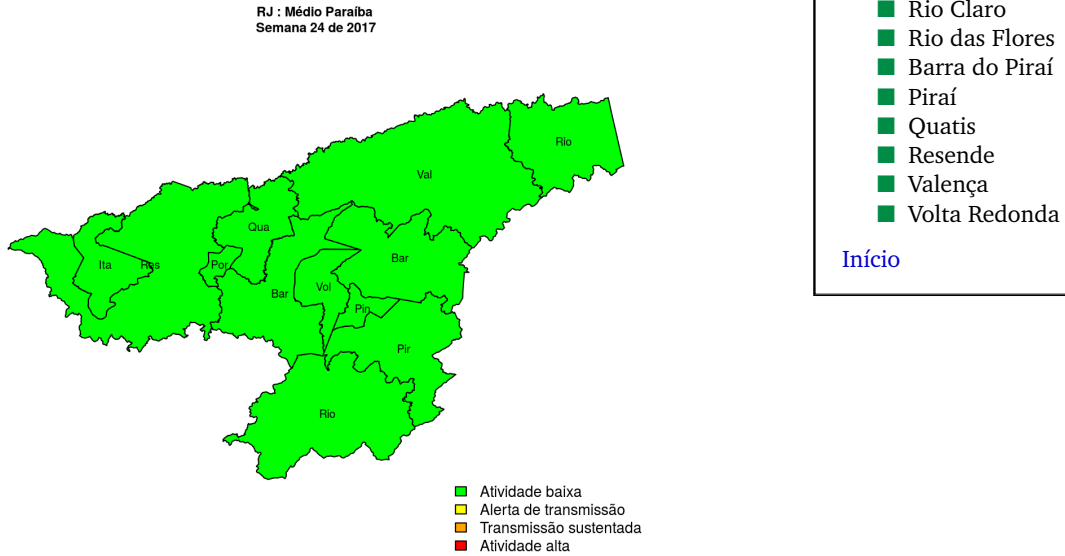 RJ : Médio Paraíba
Semana 24 de 2017
Rio
Val
Qua
Ita
Res
Por
Bar
Bar
Vol
Pin
Pir
Rio
Atividade baixa
Alerta de transmissão
Transmissão sustentada
Atividade alta
Rio Claro
Rio das Flores
Barra do Piraí
Piraí
Quatis
Resende
Valença
Volta Redonda
Início